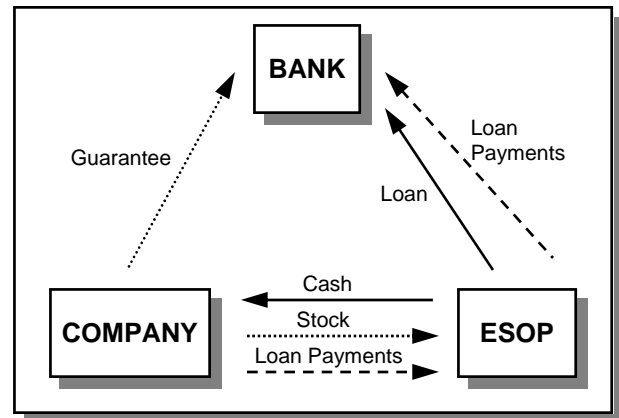 BANK
Guarantee
Loan
Payments
Loan
COMPANY
Cash
Stock
Loan Payments
ESOP